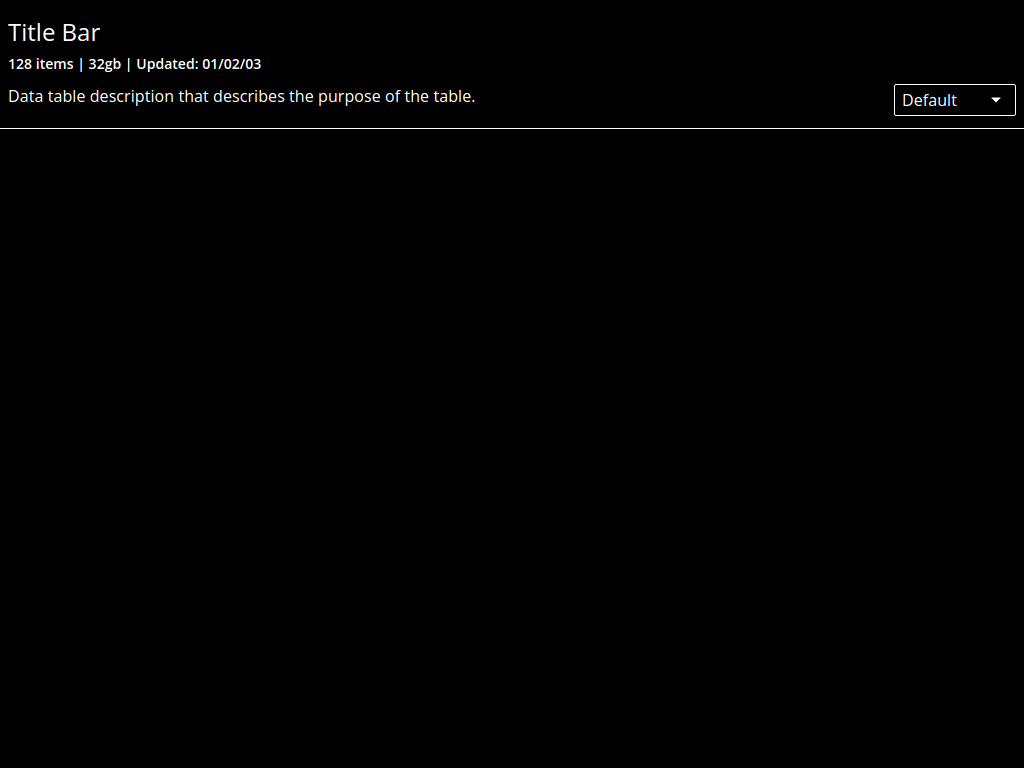 Title Bar
128 items | 32gb | Updated: 01/02/03
Data table description that describes the purpose of the table.
Default